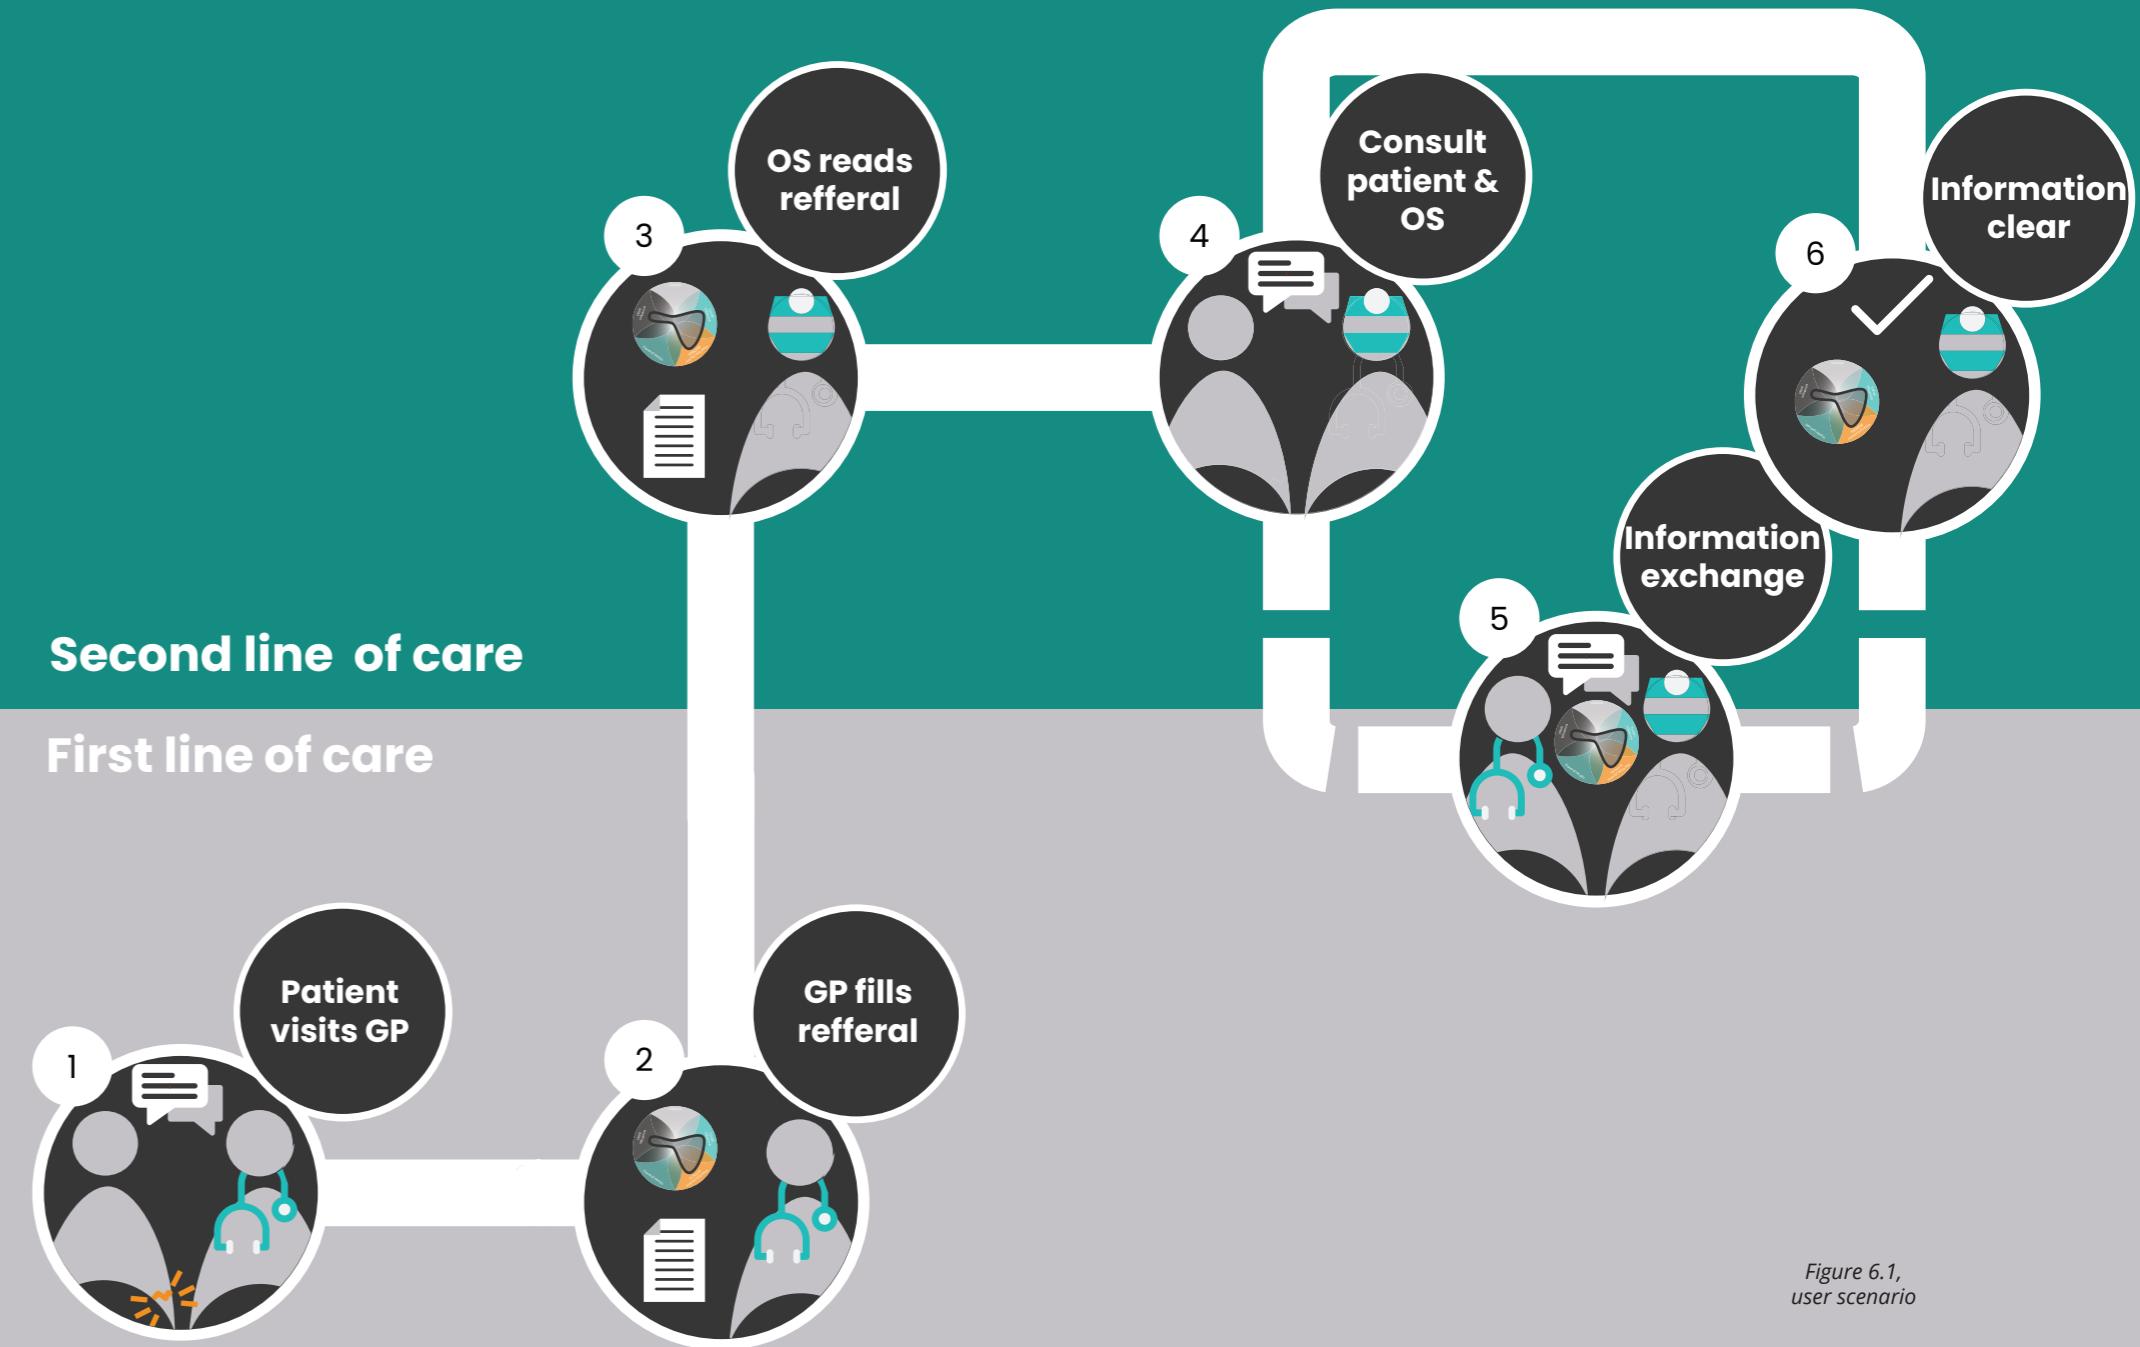 3
OS reads
refferal
4
Consult
patient &
OS
6
Information
clear
5
Information
exchange
Second line of care
First line of care
1
Patient
visits GP
2
GP fills
refferal
Figure 6.1,
user scenario